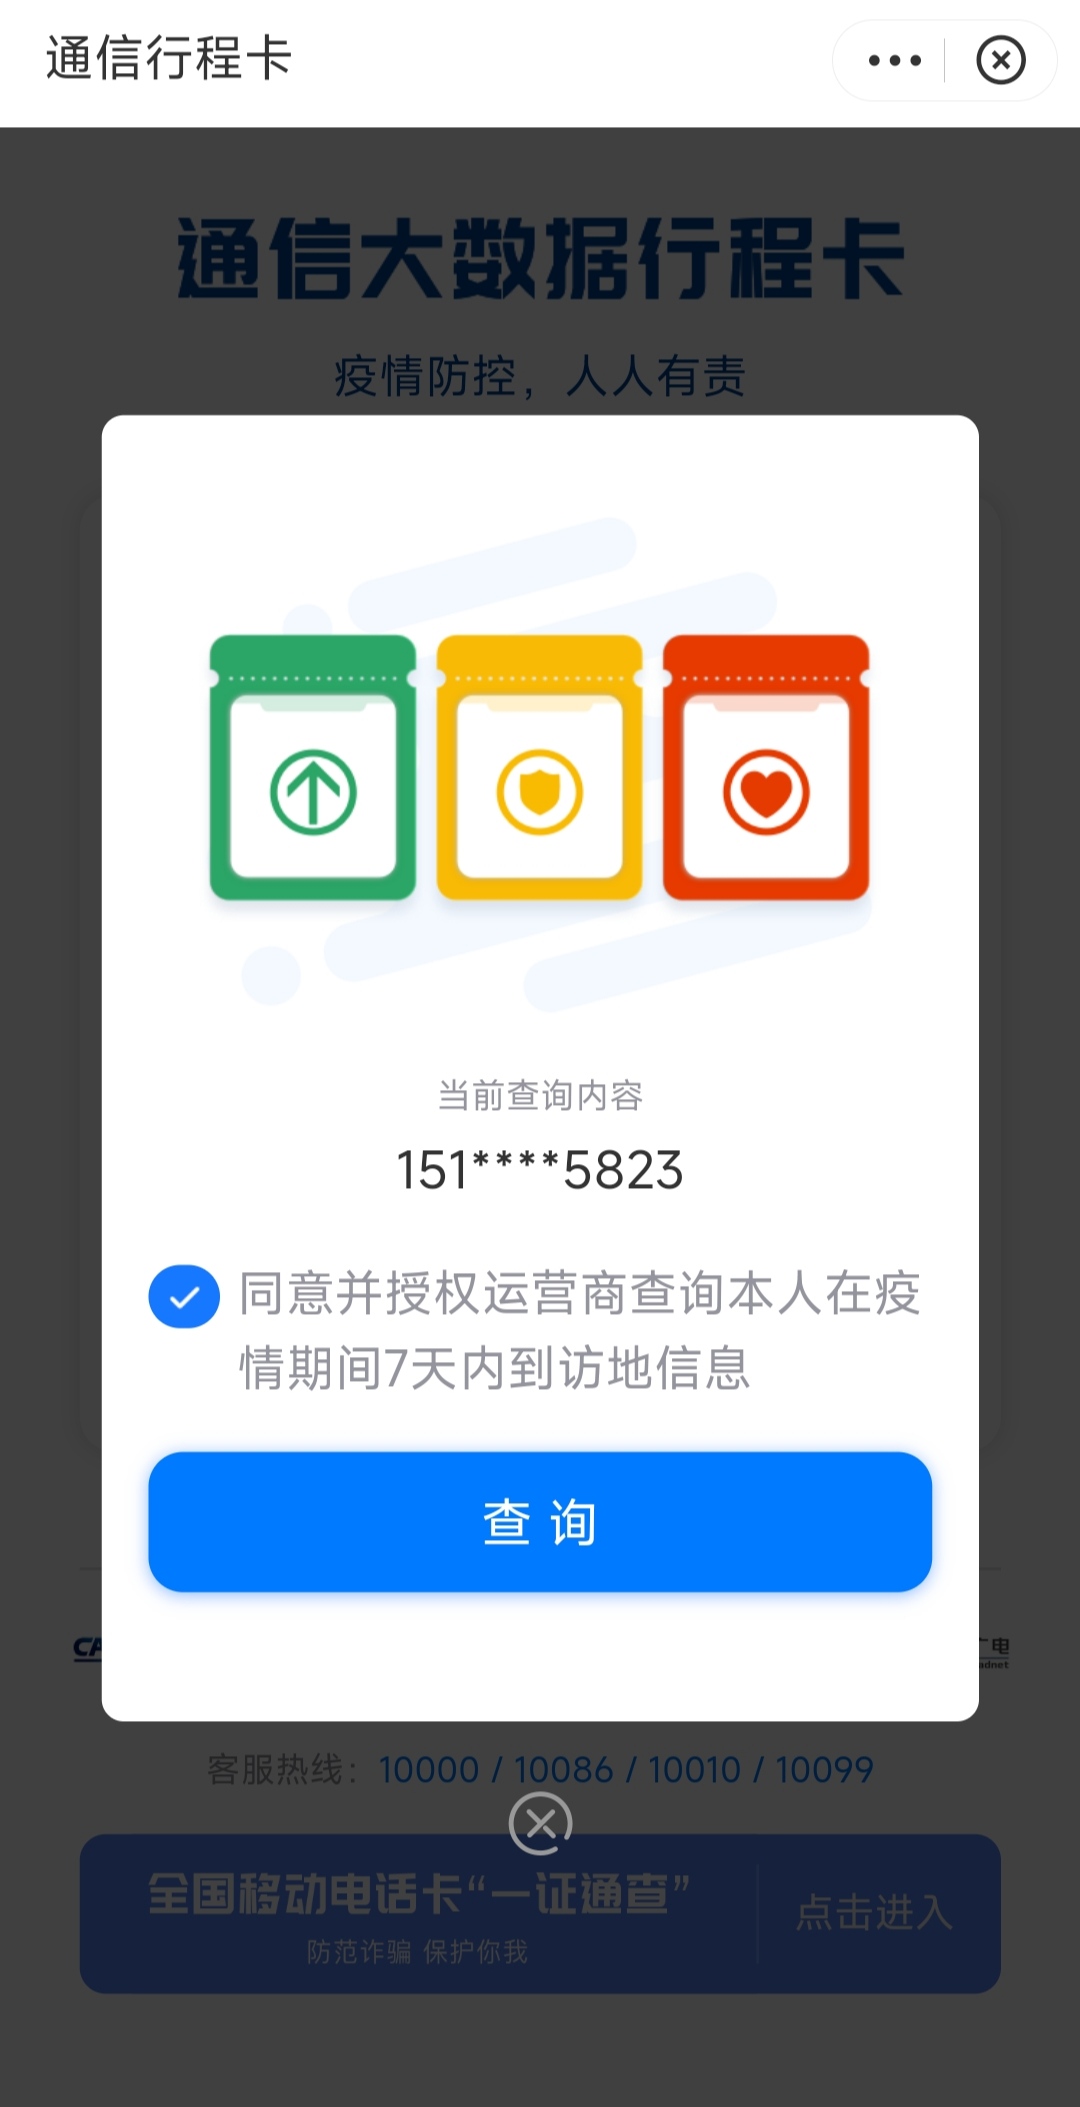 通信行程卡
通信大数据行程卡
疫情防控，人人有责
当前查询内容
151****5823
同意并授权运营商查询本人在疫
情期间7天内到访地信息
查询
CA
广电
adnet
客服热线：10000 / 10086 / 10010 / 10099
全国移动电话卡“一证通查”
防范诈骗 保护你我
点击进入